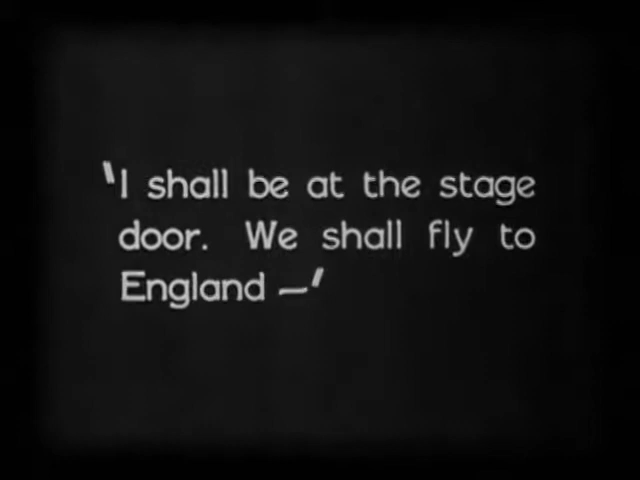 'I shall be at the stage
door. We shall fly to
England —'